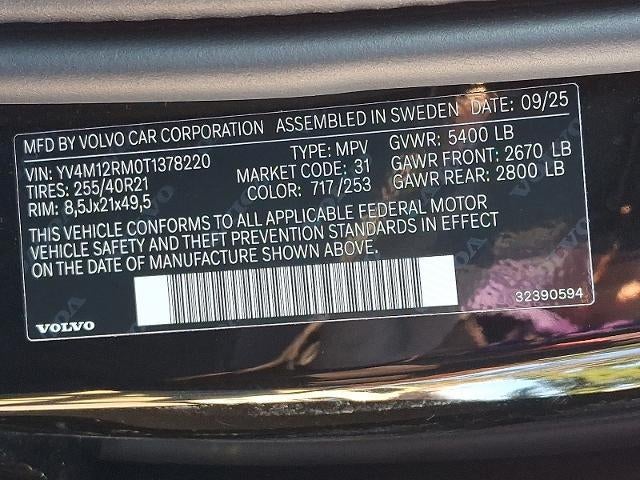 MFD BY VOLVO CAR CORPORATION ASSEMBLED IN SWEDEN DATE: 09/25
VIN: YV4M12RM0T1378220 TYPE: MPV GVWR: 5400 LB
TIRES: 255/40R21 MARKET CODE: 31 GAWR FRONT: 2670 LB
RIM: 8,5Jx21x49,5 COLOR: 717/253 GAWR REAR: 2800 LB
THIS VEHICLE CONFORMS TO ALL APPLICABLE FEDERAL MOTOR
VEHICLE SAFETY AND THEFT PREVENTION STANDARDS IN EFFECT
ON THE DATE OF MANUFACTURE SHOWN ABOVE.
VOLVO 32390594